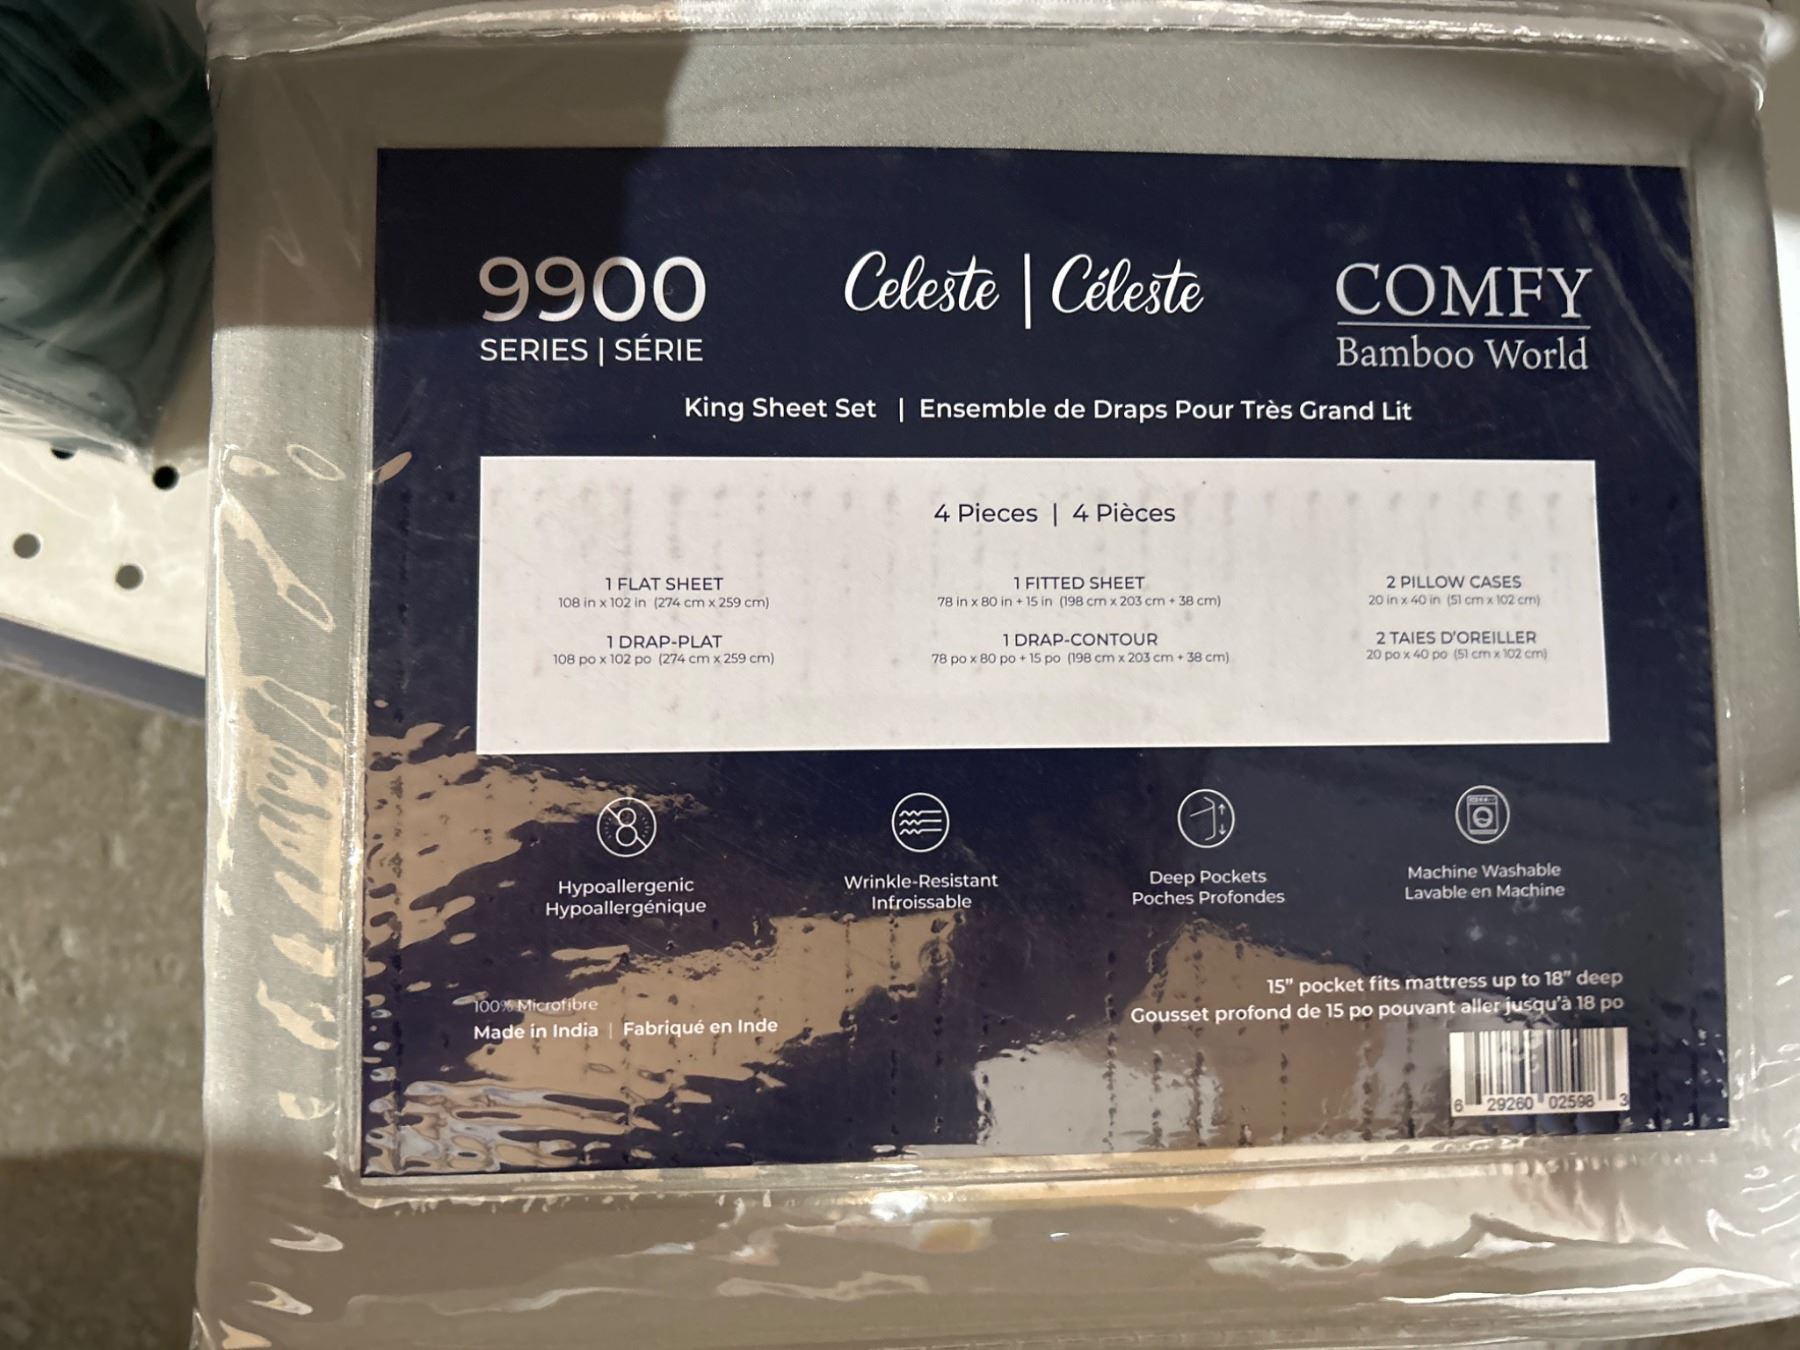 9900
SERIES | SÉRIE
Celeste | Céleste
COMFY
Bamboo World
King Sheet Set | Ensemble de Draps Pour Très Grand Lit
4 Pieces | 4 Pièces
1 FLAT SHEET
108 in x 102 in (274 cm x 259 cm)
1 DRAP-PLAT
108 po x 102 po (274 cm x 259 cm)
1 FITTED SHEET
78 in x 80 in + 15 in (198 cm x 203 cm + 38 cm)
1 DRAP-CONTOUR
78 po x 80 po + 15 po (198 cm x 203 cm + 38 cm)
2 PILLOW CASES
20 in x 40 in (51 cm x 102 cm)
2 TAIES D'OREILLER
20 po x 40 po (51 cm x 102 cm)
Hypoallergenic
Hypoallergénique
Wrinkle-Resistant
Infroissable
Deep Pockets
Poches Profondes
Machine Washable
Lavable en Machine
100% Microfibre
Made in India | Fabriqué en Inde
15" pocket fits mattress up to 18" deep
Gousset profond de 15 po pouvant aller jusqu'à 18 po
6 29260 02598 3